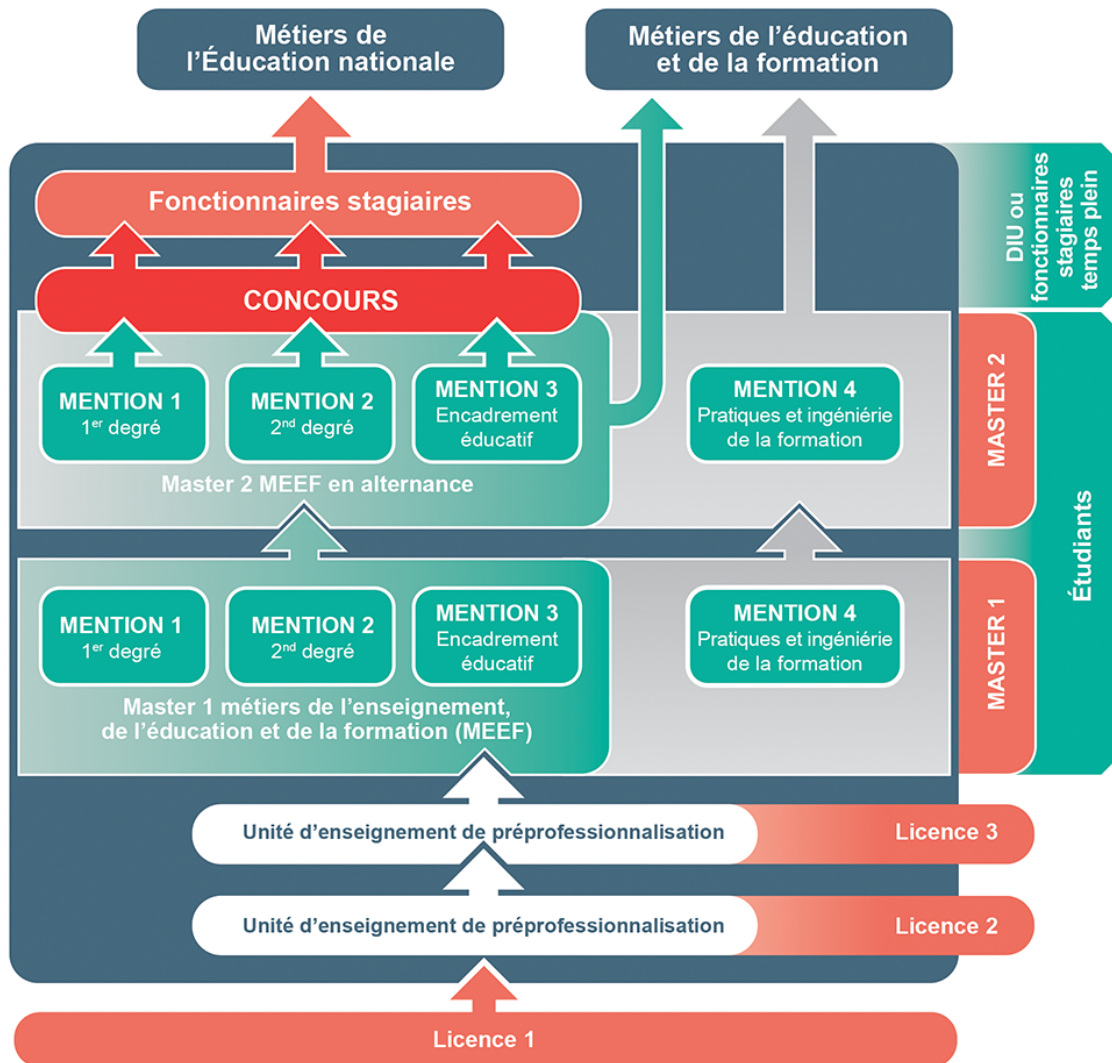 Métiers de
l'Éducation nationale
Métiers de l'éducation
et de la formation
Fonctionnaires stagiaires
DIU ou
fonctionnaires
stagiaires
temps plein
CONCOURS
MENTION 1
1er degré
MENTION 2
2nd degré
MENTION 3
Encadrement
éducatif
MENTION 4
Pratiques et ingéniérie
de la formation
Master 2 MEEF en alternance
MASTER 2
Étudiants
MENTION 1
1er degré
MENTION 2
2nd degré
MENTION 3
Encadrement
éducatif
MENTION 4
Pratiques et ingéniérie
de la formation
Master 1 métiers de l'enseignement,
de l'éducation et de la formation (MEEF)
MASTER 1
Unité d'enseignement de préprofessionnalisation
Licence 3
Unité d'enseignement de préprofessionnalisation
Licence 2
Licence 1